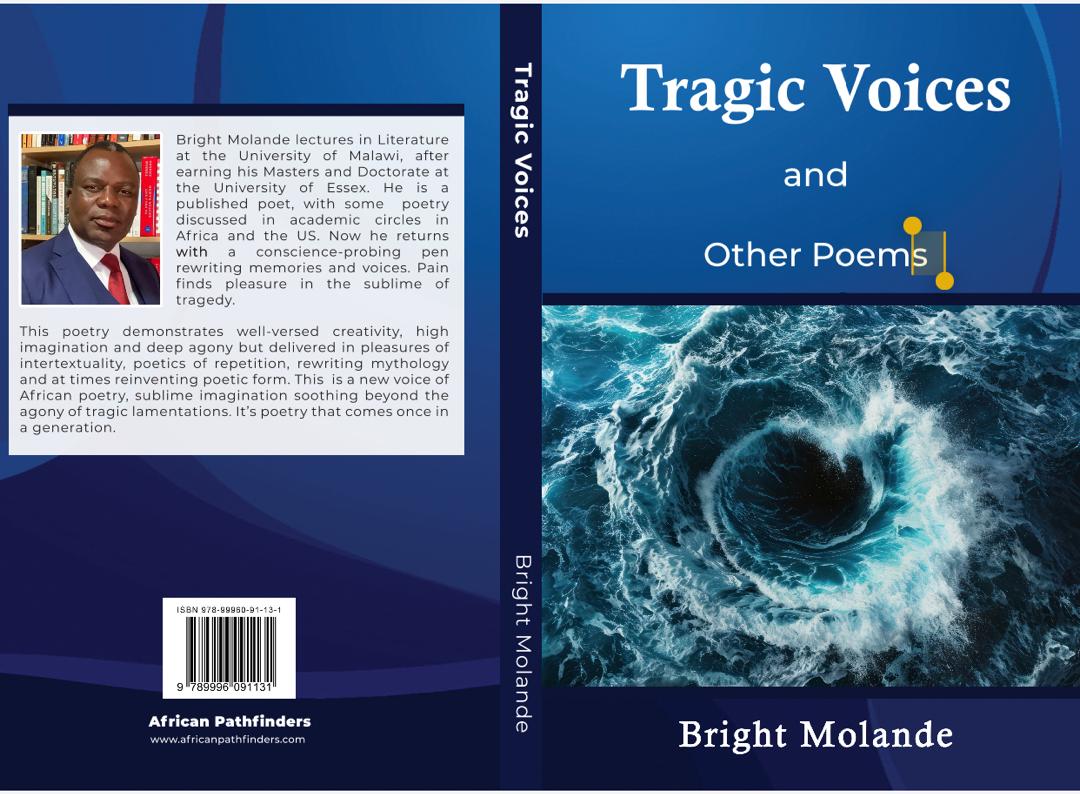 Bright Molande lectures in Literature
at the University of Malawi, after
earning his Masters and Doctorate at
the University of Essex. He is a
published poet, with some poetry
discussed in academic circles in
Africa and the US. Now he returns
with a conscience-probing pen
rewriting memories and voices. Pain
finds pleasure in the sublime of
tragedy.
This poetry demonstrates well-versed creativity, high
imagination and deep agony but delivered in pleasures of
intertextuality, poetics of repetition, rewriting mythology
and at times reinventing poetic form. This is a new voice of
African poetry, sublime imagination soothing beyond the
agony of tragic lamentations. It's poetry that comes once in
a generation.
ISBN 978-99960-91-13-1
9 789996 091131
African Pathfinders
www.africanpathfinders.com
Tragic Voices
Bright Molande
Tragic Voices
and
Other Poems
Bright Molande